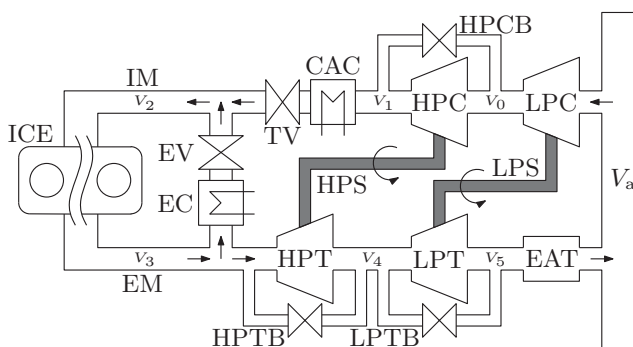 HPCB
IM
CAC
V₂
V₁
HPC
V₀
LPC
ICE
TV
EV
HPS
LPS
Vₐ
EC
V₃
HPT
V₄
LPT
V₅
EAT
EM
HPTB
LPTB